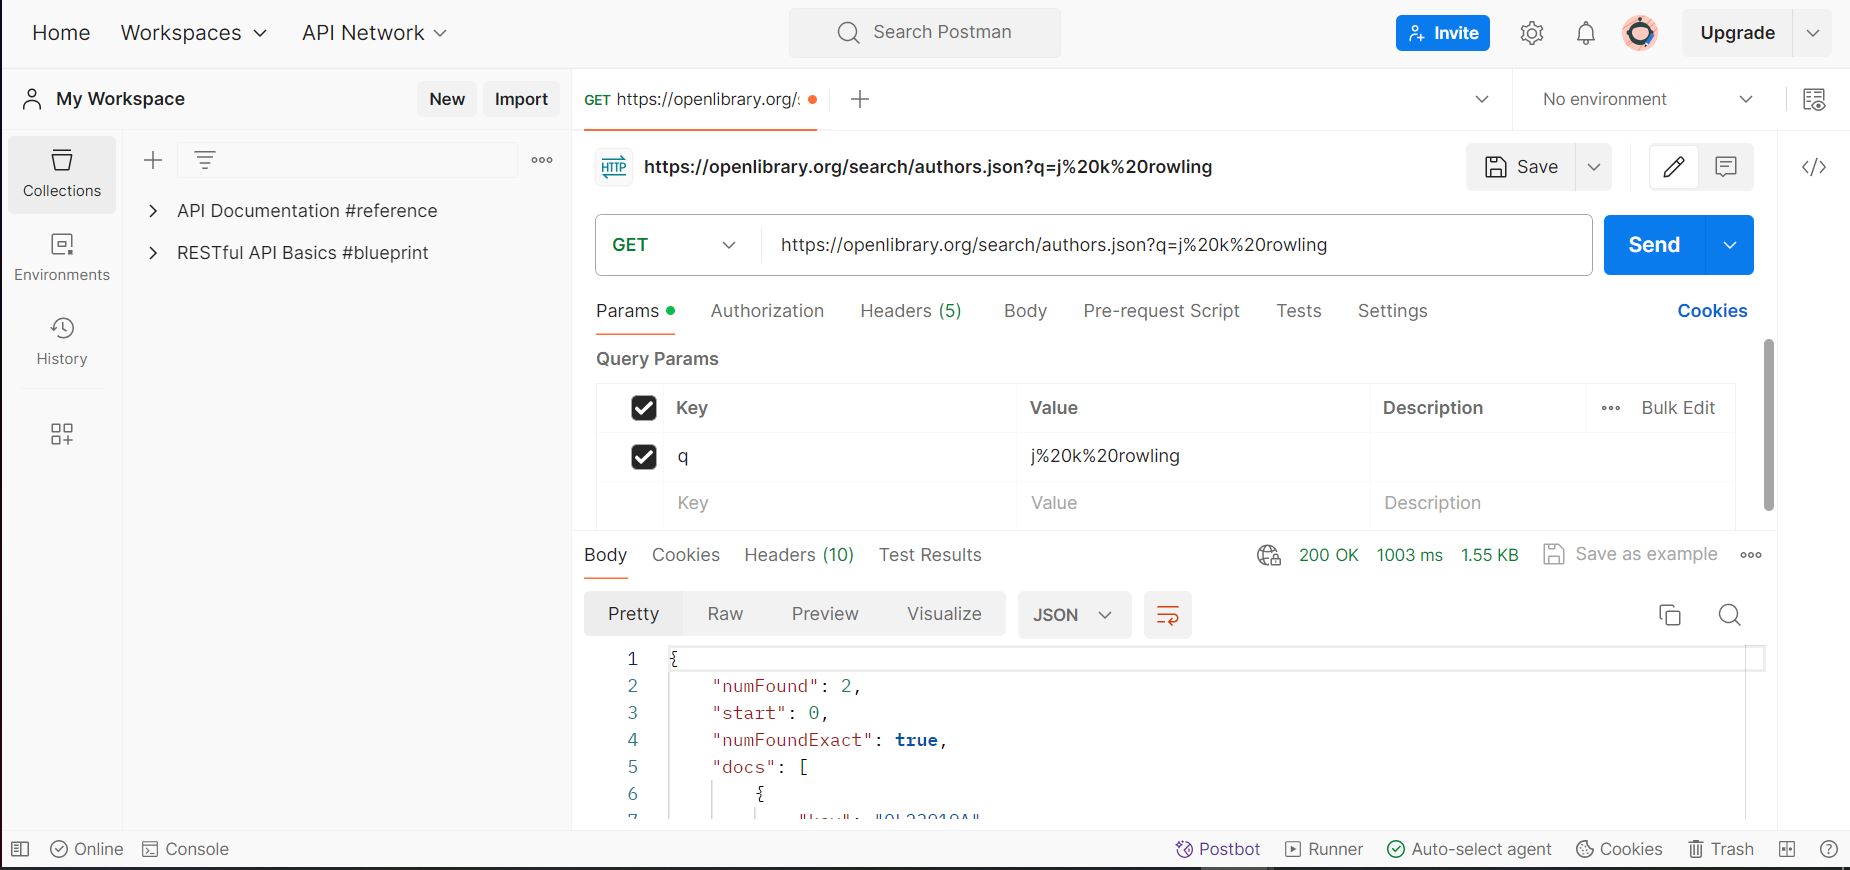 Home Workspaces API Network Search Postman Invite Upgrade
My Workspace New Import GET https://openlibrary.org/ No environment
Collections
Environments
History
API Documentation #reference
RESTful API Basics #blueprint
HTTP https://openlibrary.org/search/authors.json?q=j%20k%20rowling Save </>
GET https://openlibrary.org/search/authors.json?q=j%20k%20rowling Send
Params Authorization Headers (5) Body Pre-request Script Tests Settings Cookies
Query Params
Key Value Description Bulk Edit
q j%20k%20rowling
Key Value Description
Body Cookies Headers (10) Test Results 200 OK 1003 ms 1.55 KB Save as example
Pretty Raw Preview Visualize JSON
1 {
2 "numFound": 2,
3 "start": 0,
4 "numFoundExact": true,
5 "docs": [
6 {
Online Console Postbot Runner Auto-select agent Cookies Trash